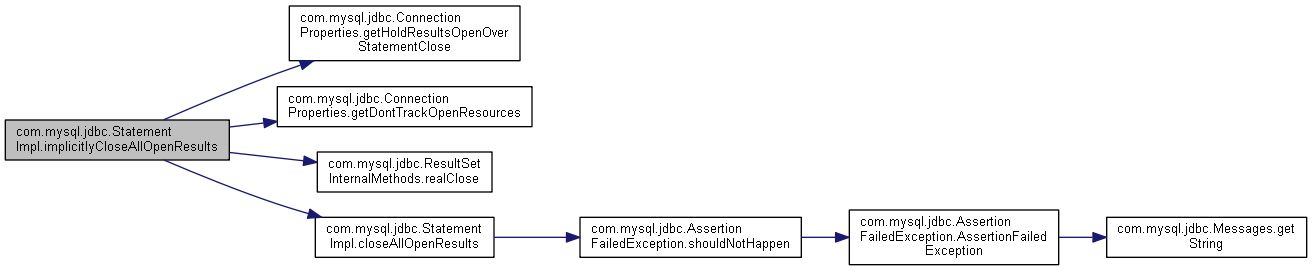 com.mysql.jdbc.Connection
Properties.getHoldResultsOpenOver
StatementClose
com.mysql.jdbc.Connection
Properties.getDontTrackOpenResources
com.mysql.jdbc.Statement
Impl.implicitlyCloseAllOpenResults
com.mysql.jdbc.ResultSet
InternalMethods.realClose
com.mysql.jdbc.Statement
Impl.closeAllOpenResults
com.mysql.jdbc.Assertion
FailedException.shouldNotHappen
com.mysql.jdbc.Assertion
FailedException.AssertionFailed
Exception
com.mysql.jdbc.Messages.get
String